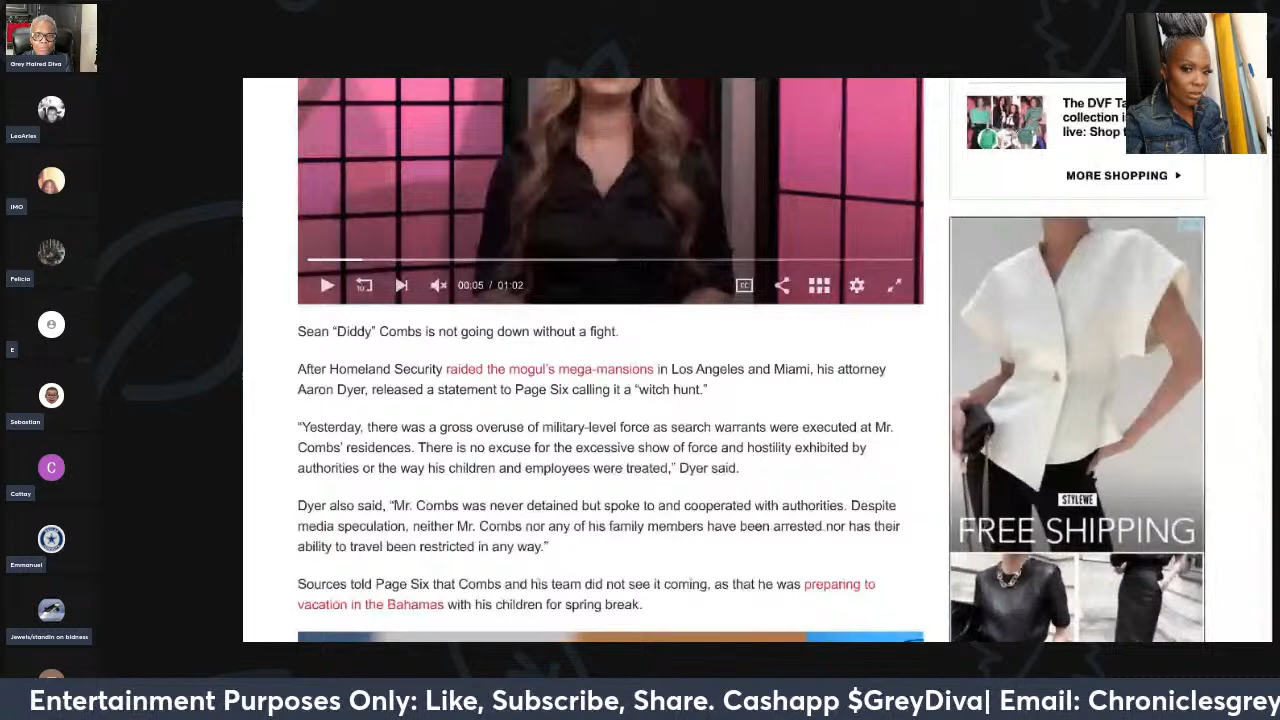 Grey Haired Diva
LeoAries
IMO
Felicia
E
Sebastian
C
Cottay
Emmanuel
Jewels/standin on bidness
The DVF Ta
collection i
live: Shop
MORE SHOPPING
10
00:05 / 01:02
CC
Sean “Diddy” Combs is not going down without a fight.
After Homeland Security raided the mogul’s mega-mansions in Los Angeles and Miami, his attorney
Aaron Dyer, released a statement to Page Six calling it a “witch hunt.”
“Yesterday, there was a gross overuse of military-level force as search warrants were executed at Mr.
Combs’ residences. There is no excuse for the excessive show of force and hostility exhibited by
authorities or the way his children and employees were treated,” Dyer said.
Dyer also said, “Mr. Combs was never detained but spoke to and cooperated with authorities. Despite
media speculation, neither Mr. Combs nor any of his family members have been arrested nor has their
ability to travel been restricted in any way.”
Sources told Page Six that Combs and his team did not see it coming, as that he was preparing to
vacation in the Bahamas with his children for spring break.
STYLEWE
FREE SHIPPING
Entertainment Purposes Only: Like, Subscribe, Share. Cashapp $GreyDiva| Email: Chroniclesgrey